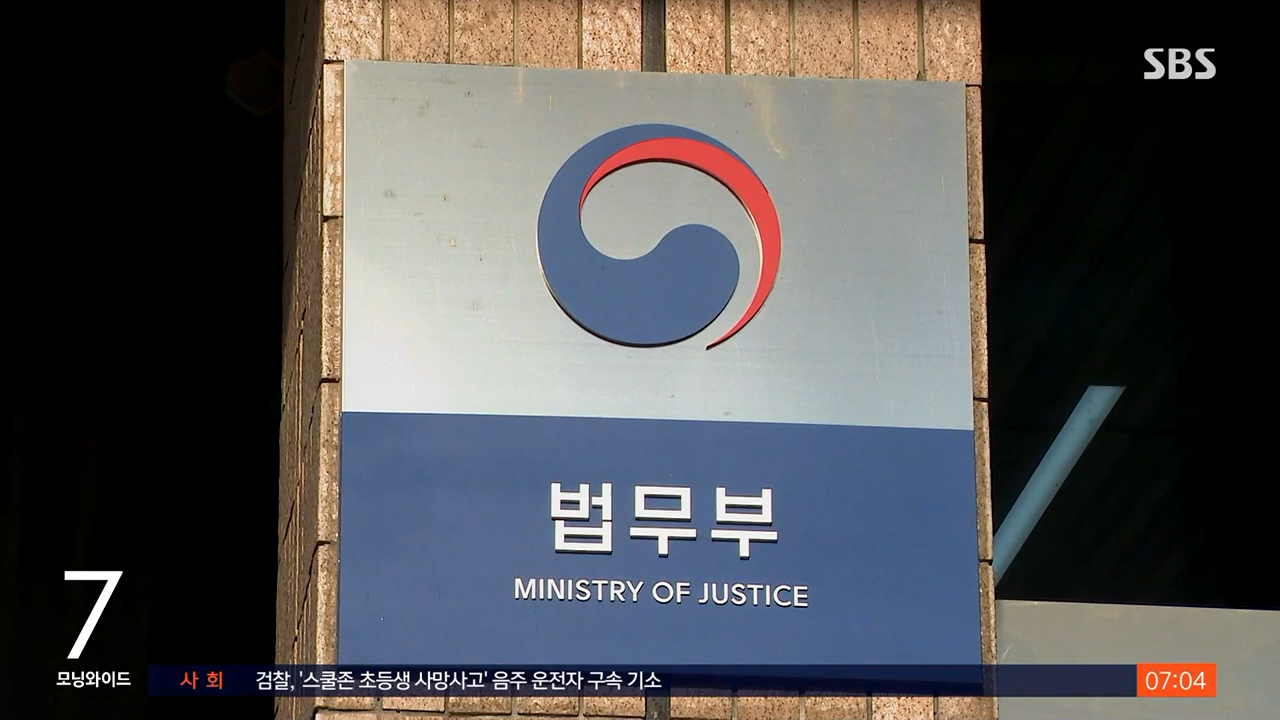 SBS
법무부
MINISTRY OF JUSTICE
7
모닝와이드
사회 검찰, '스쿨존 초등생 사망사고' 음주 운전자 구속 기소 07:04